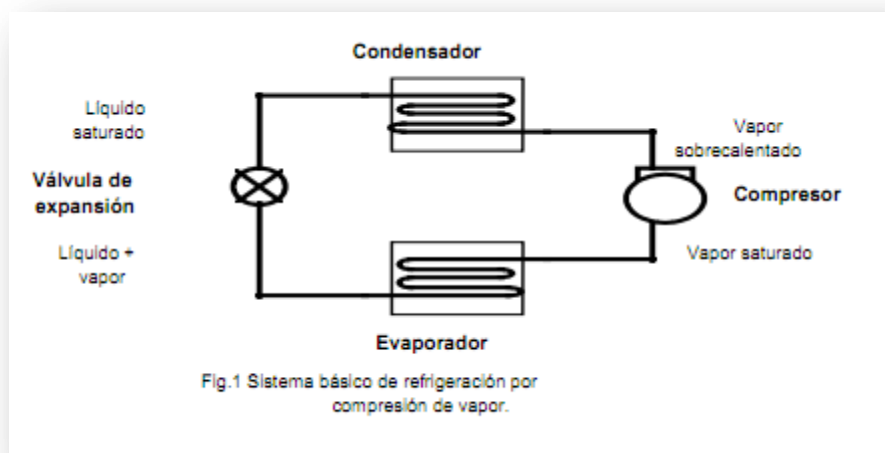 Condensador
Líquido
saturado
Vapor
sobrecalentado
Válvula de
expansión
Compresor
Líquido +
vapor
Vapor saturado
Evaporador
Fig.1 Sistema básico de refrigeración por
compresión de vapor.